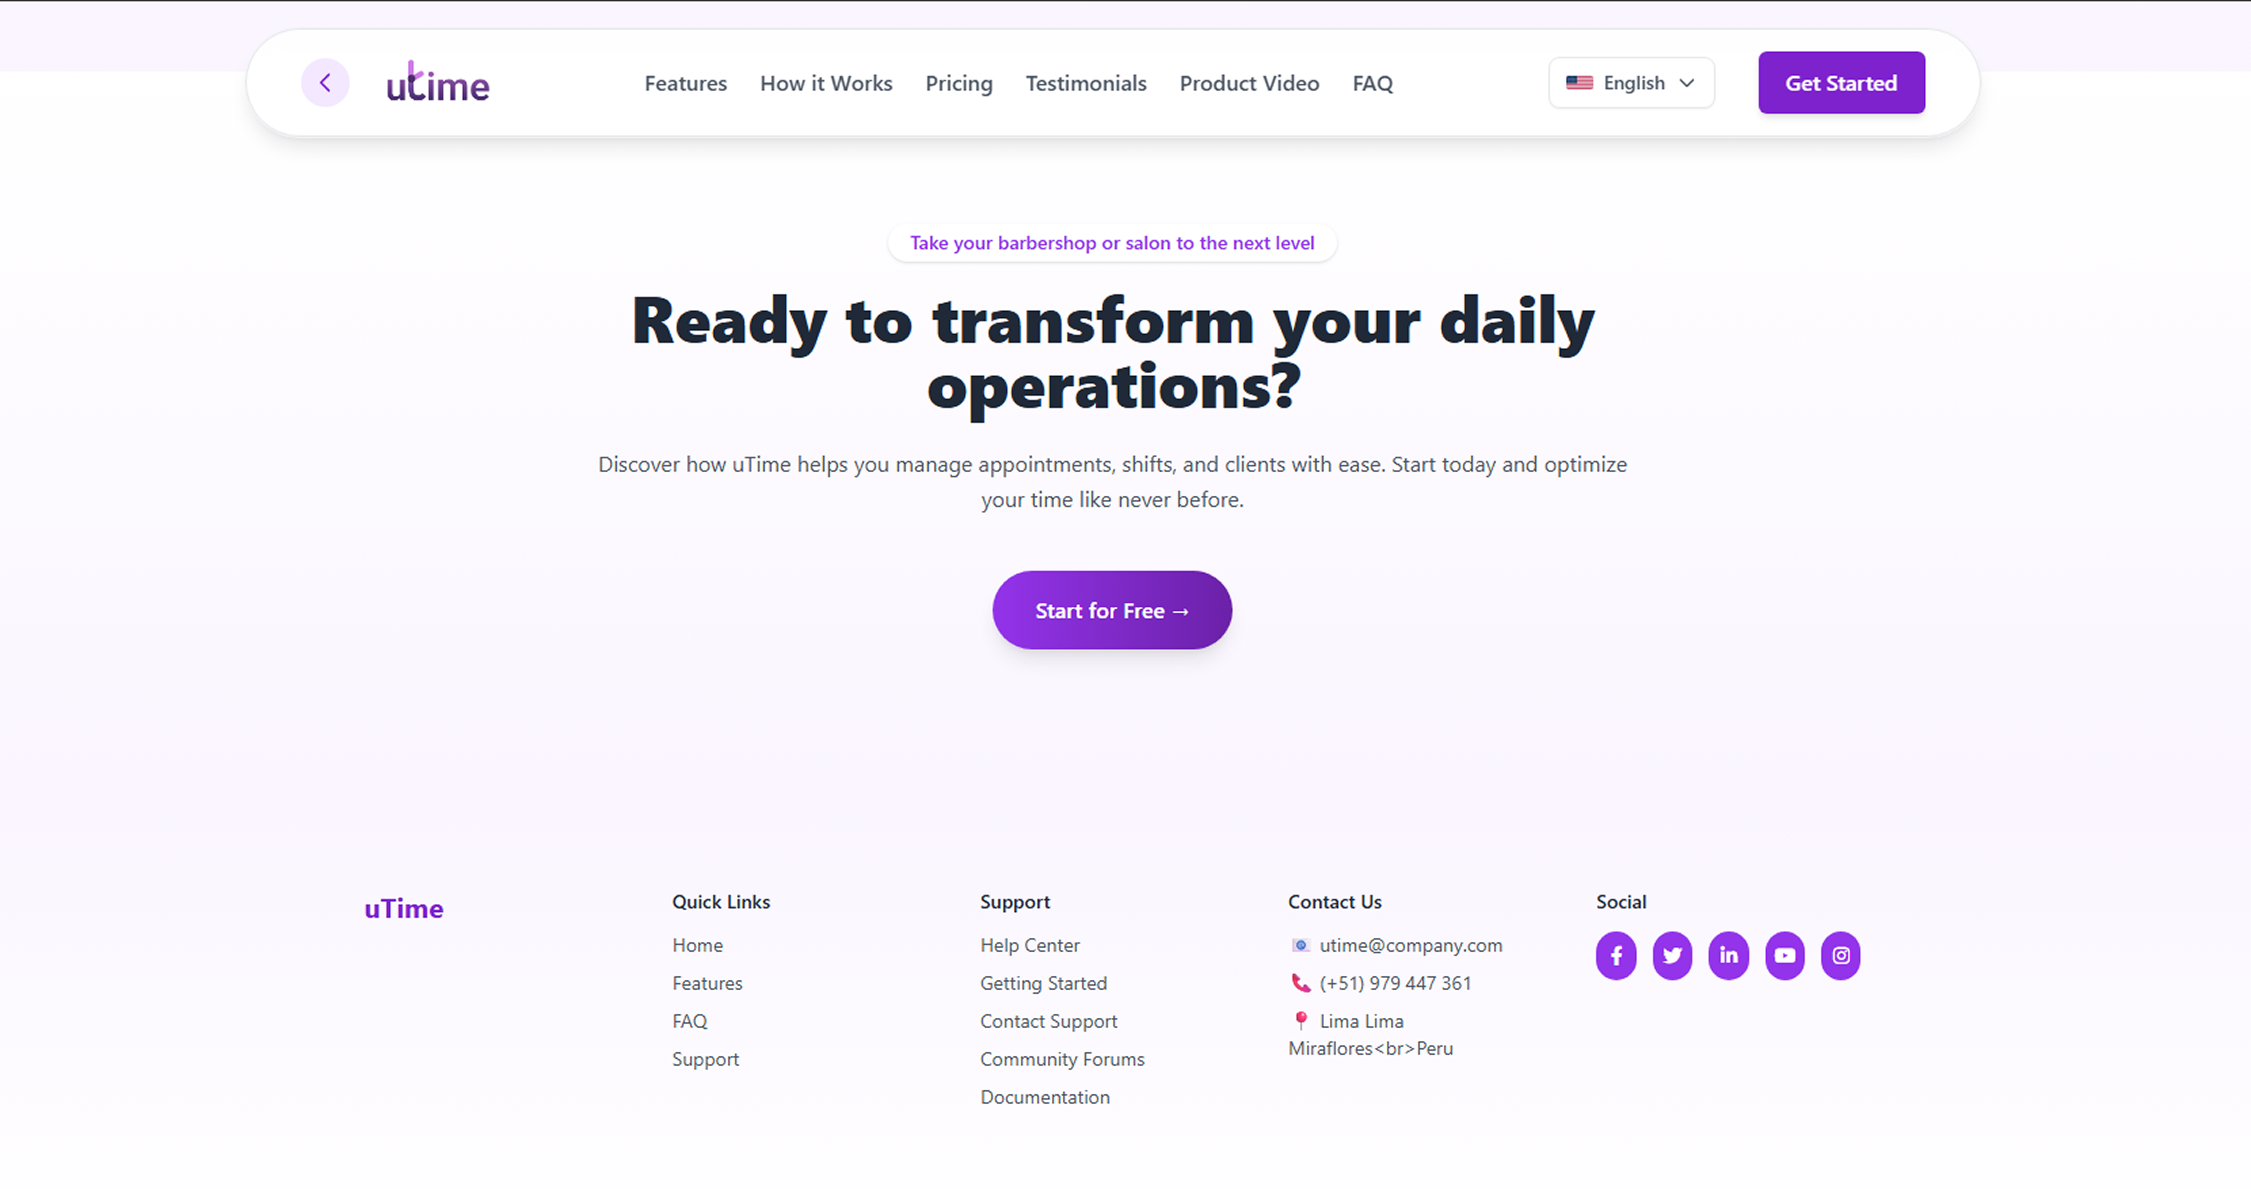 utime
Features
How it Works
Pricing
Testimonials
Product Video
FAQ
English
Get Started
Take your barbershop or salon to the next level
Ready to transform your daily
operations?
Discover how uTime helps you manage appointments, shifts, and clients with ease. Start today and optimize
your time like never before.
Start for Free →
uTime
Quick Links
Home
Features
FAQ
Support
Support
Help Center
Getting Started
Contact Support
Community Forums
Documentation
Contact Us
utime@company.com
(+51) 979 447 361
Lima Lima
Miraflores<br>Peru
Social